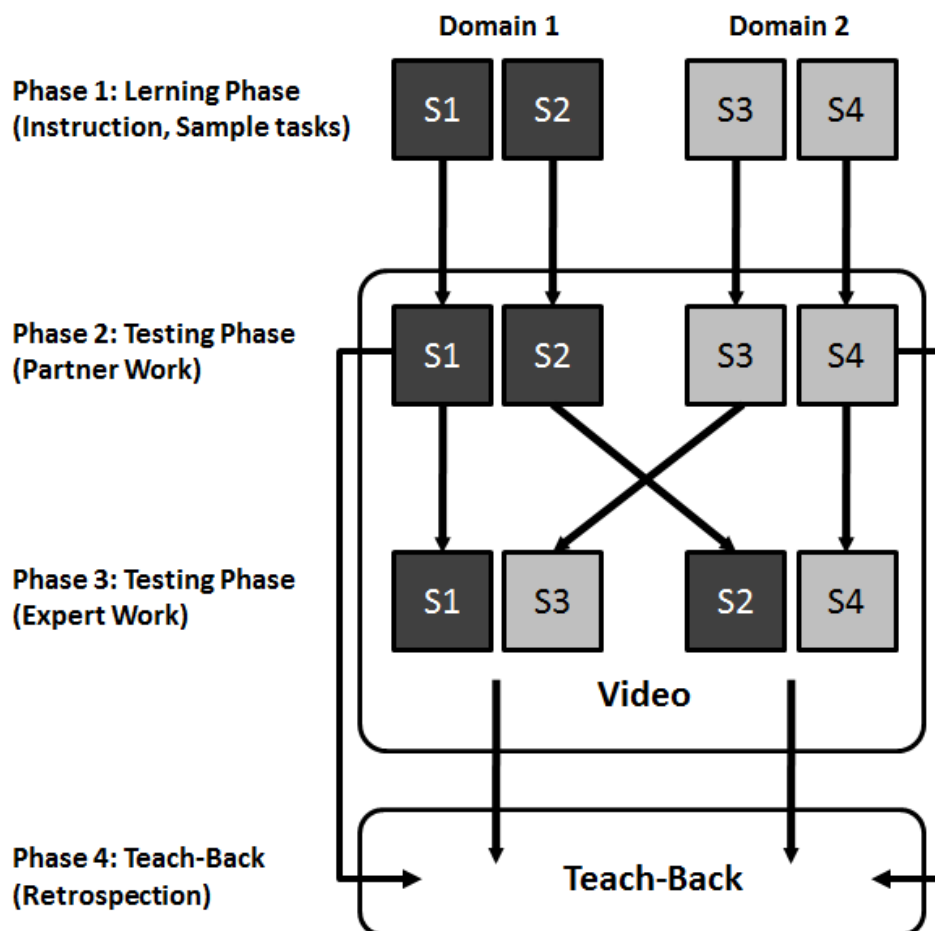 Domain 1 Domain 2
Phase 1: Lerning Phase
(Instruction, Sample tasks)
S1 S2 S3 S4
Phase 2: Testing Phase
(Partner Work)
S1 S2 S3 S4
Phase 3: Testing Phase
(Expert Work)
S1 S3 S2 S4
Video
Phase 4: Teach-Back
(Retrospection)
Teach-Back